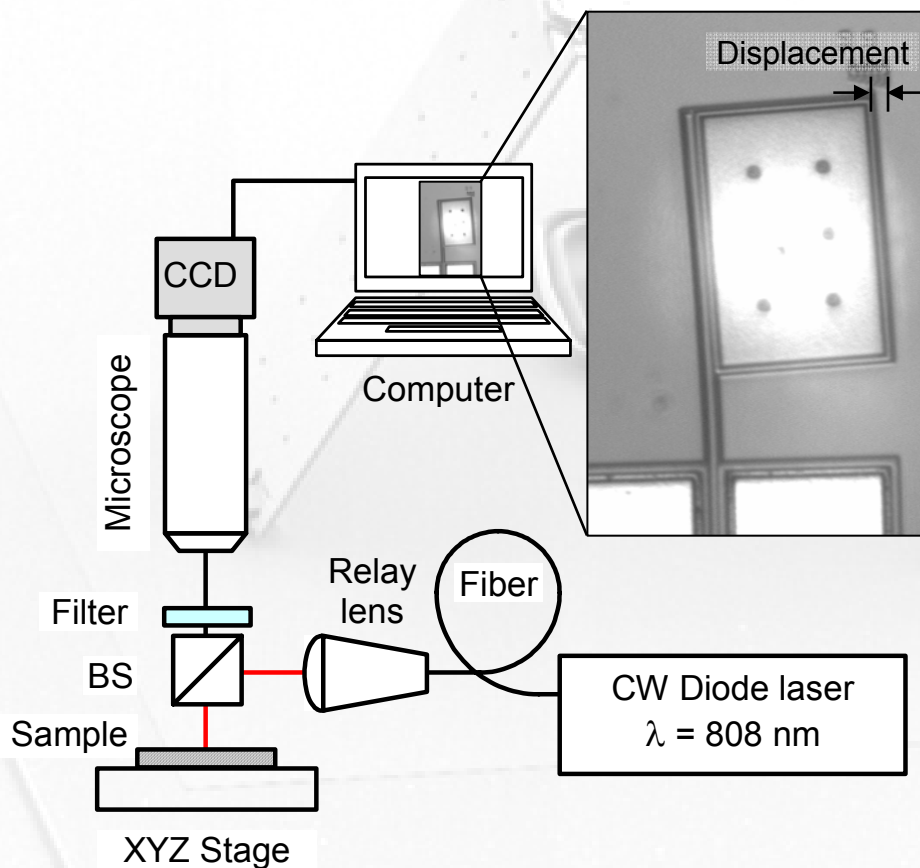 Displacement
CCD
Computer
Microscope
Relay
lens
Fiber
Filter
BS
CW Diode laser
λ = 808 nm
Sample
XYZ Stage